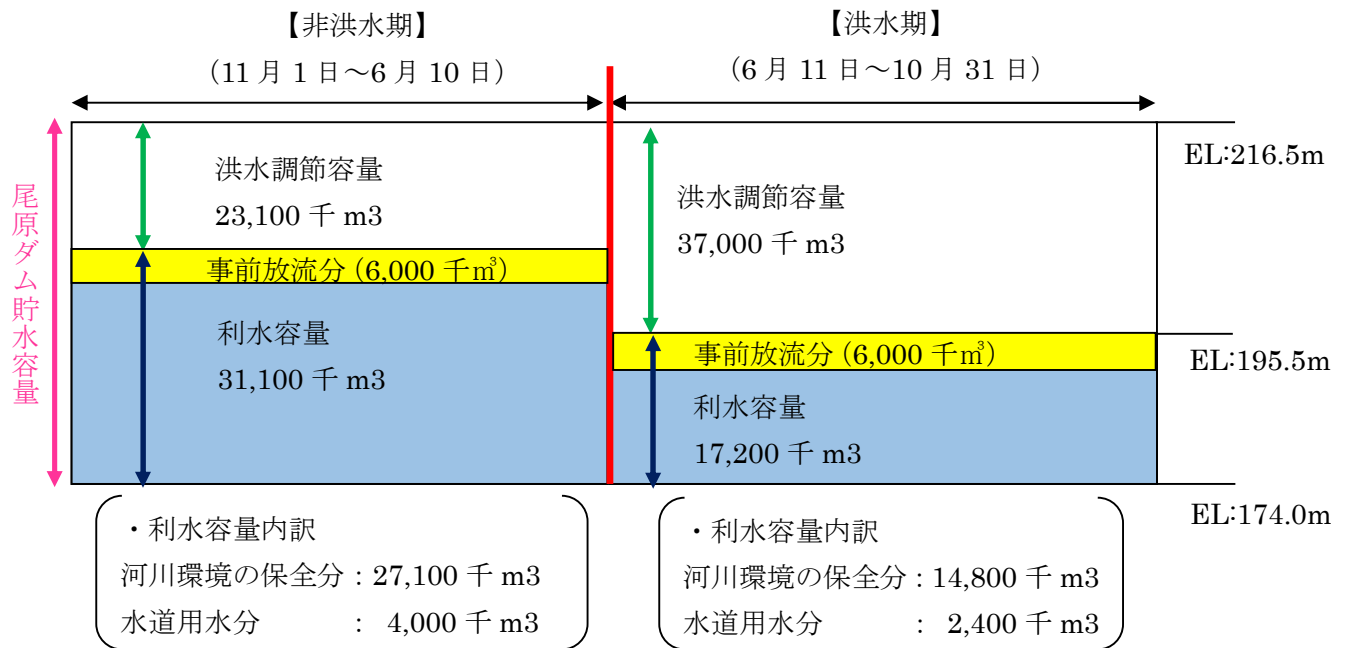 【非洪水期】
(11 月 1 日～6 月 10 日)
【洪水期】
(6 月 11 日～10 月 31 日)
尾原ダム貯水容量
洪水調節容量
23,100 千 m3
事前放流分(6,000 千㎥)
利水容量
31,100 千 m3
洪水調節容量
37,000 千 m3
事前放流分(6,000 千㎥)
利水容量
17,200 千 m3
EL:216.5m
EL:195.5m
EL:174.0m
・利水容量内訳
河川環境の保全分 : 27,100 千 m3
水道用水分 : 4,000 千 m3
・利水容量内訳
河川環境の保全分 : 14,800 千 m3
水道用水分 : 2,400 千 m3